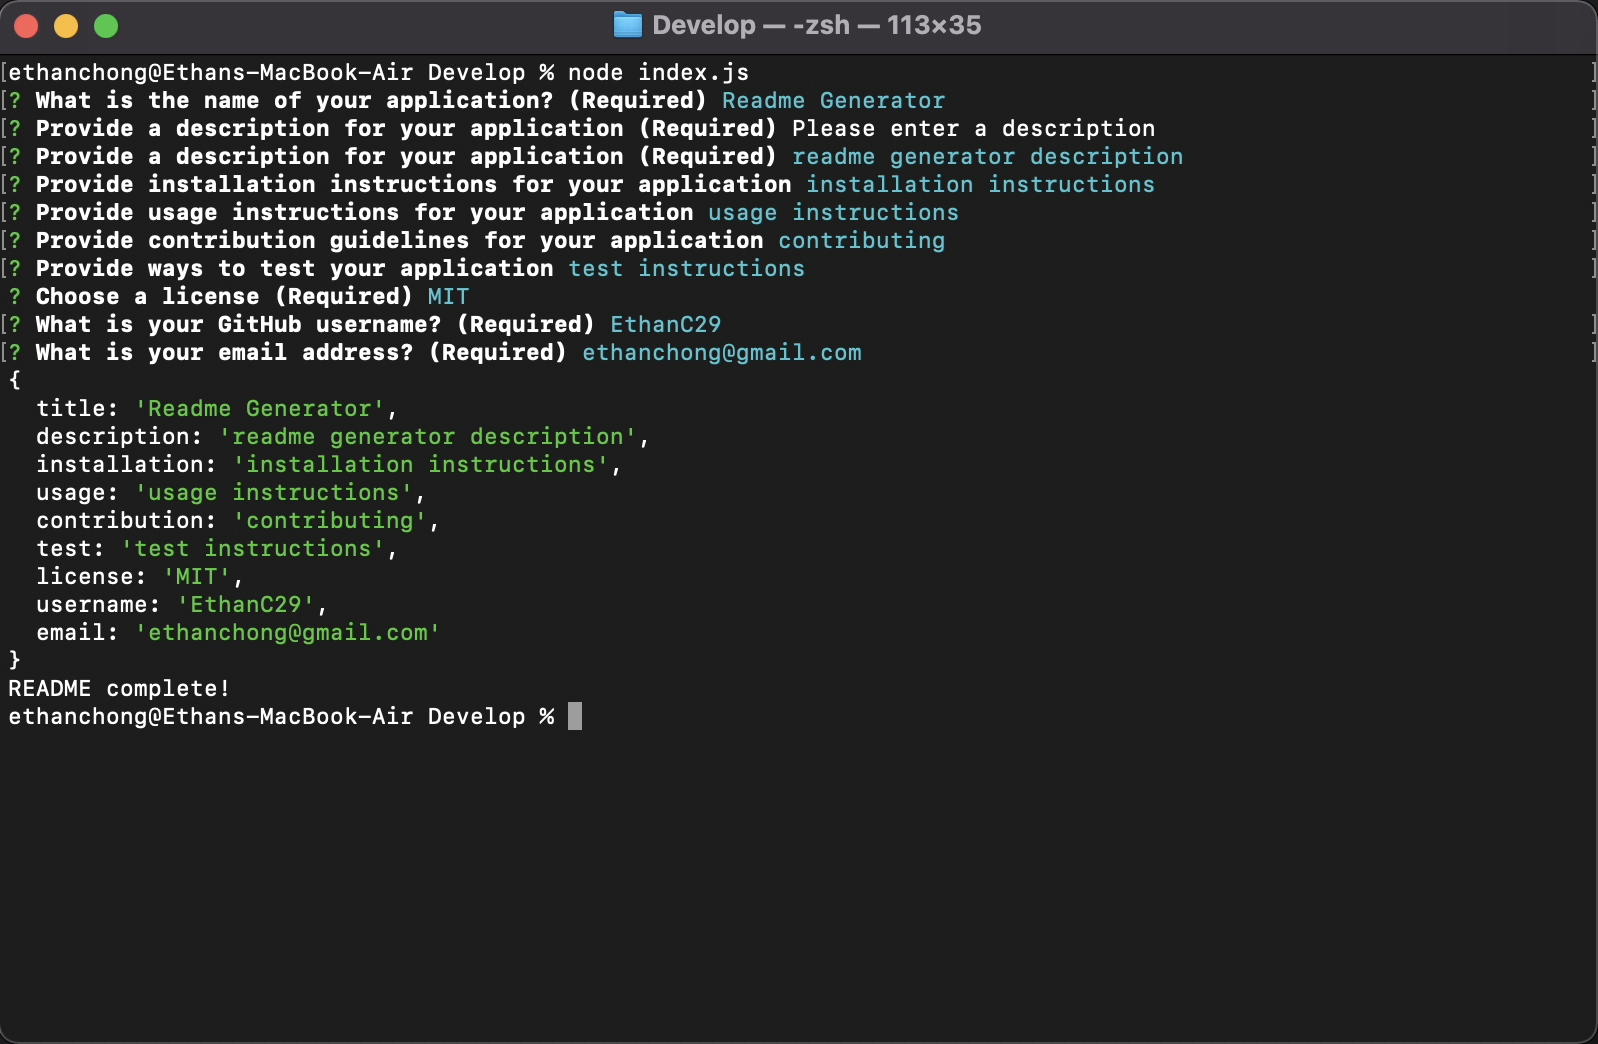 Develop — -zsh — 113×35
[ethanchong@Ethans-MacBook-Air Develop % node index.js ]
[? What is the name of your application? (Required) Readme Generator ]
[? Provide a description for your application (Required) Please enter a description ]
[? Provide a description for your application (Required) readme generator description ]
[? Provide installation instructions for your application installation instructions ]
[? Provide usage instructions for your application usage instructions ]
[? Provide contribution guidelines for your application contributing ]
[? Provide ways to test your application test instructions ]
? Choose a license (Required) MIT
[? What is your GitHub username? (Required) EthanC29 ]
[? What is your email address? (Required) ethanchong@gmail.com ]
{
  title: 'Readme Generator',
  description: 'readme generator description',
  installation: 'installation instructions',
  usage: 'usage instructions',
  contribution: 'contributing',
  test: 'test instructions',
  license: 'MIT',
  username: 'EthanC29',
  email: 'ethanchong@gmail.com'
}
README complete!
ethanchong@Ethans-MacBook-Air Develop %